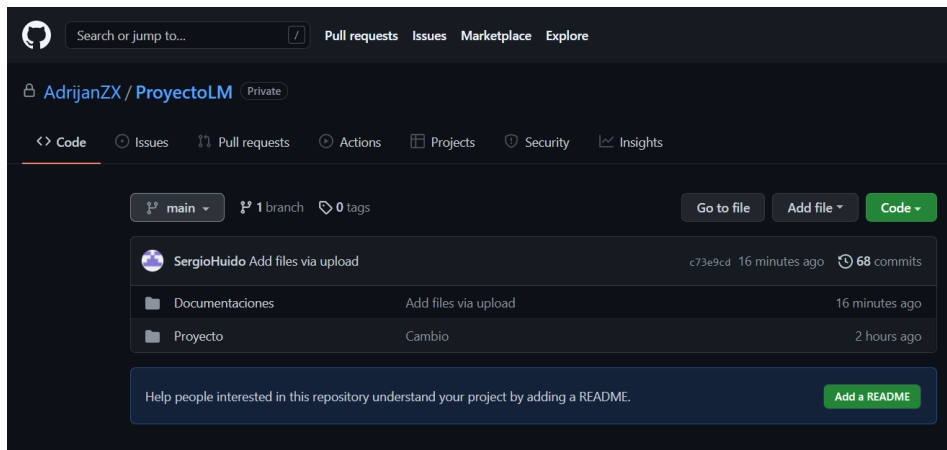 Search or jump to... / Pull requests Issues Marketplace Explore
AdrijanZX / ProyectoLM Private
<> Code Issues Pull requests Actions Projects Security Insights
main 1 branch 0 tags Go to file Add file Code
SergioHuido Add files via upload c73e9cd 16 minutes ago 68 commits
Documentaciones Add files via upload 16 minutes ago
Proyecto Cambio 2 hours ago
Help people interested in this repository understand your project by adding a README. Add a README